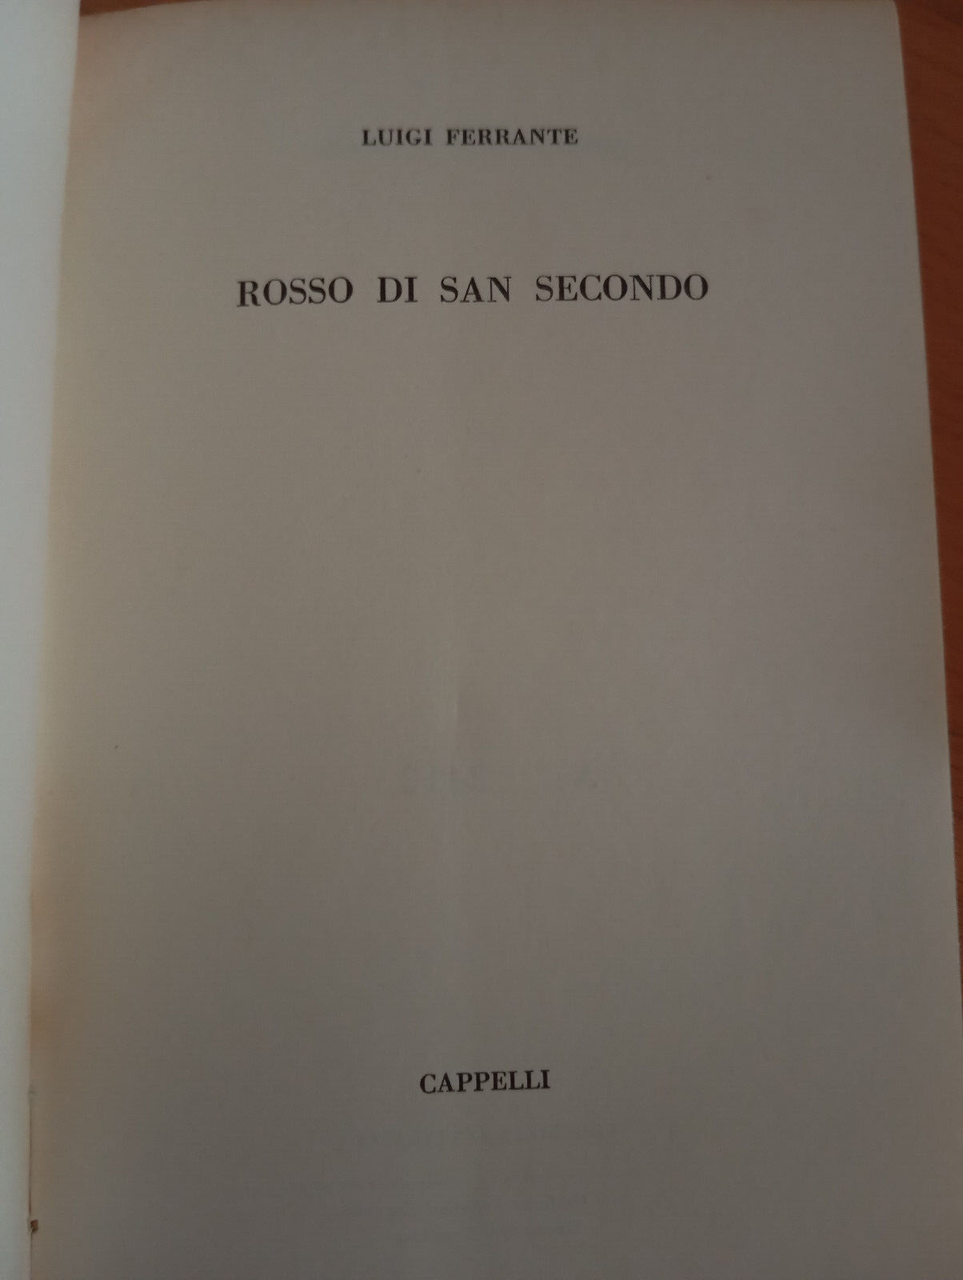 LUIGI FERRANTE
ROSSO DI SAN SECONDO
CAPPELLI